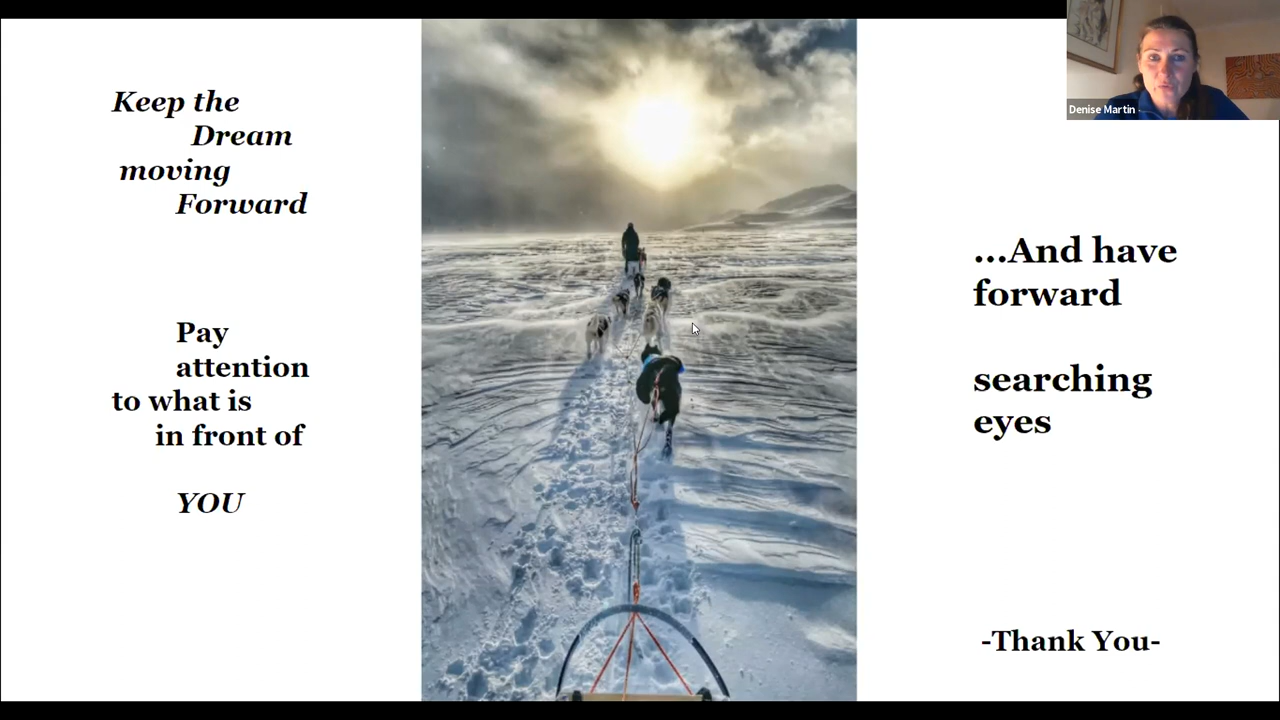 Keep the
Dream
moving
Forward
Pay
attention
to what is
in front of
YOU
...And have
forward
searching
eyes
-Thank You-
Denise Martin